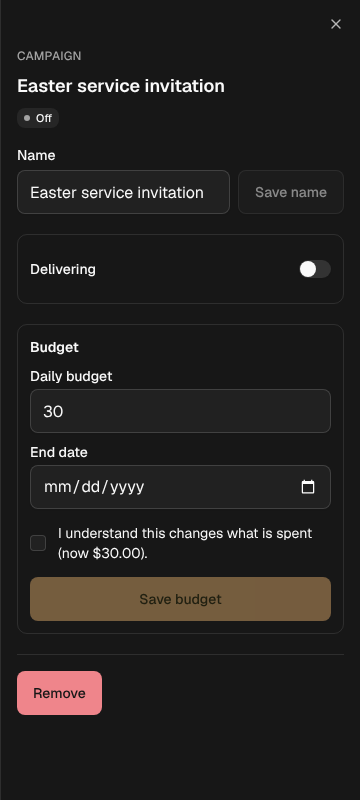 CAMPAIGN
Easter service invitation
Off
Name
Easter service invitation
Save name
Delivering
Budget
Daily budget
30
End date
mm/dd/yyyy
I understand this changes what is spent
(now $30.00).
Save budget
Remove